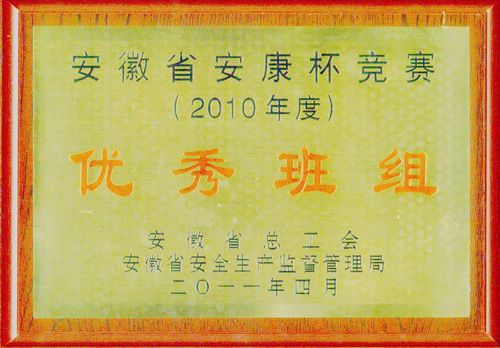 安徽省安康杯竞赛
（2010年度）
优秀班组
安徽省总工会
安徽省安全生产监督管理局
二〇一一年四月